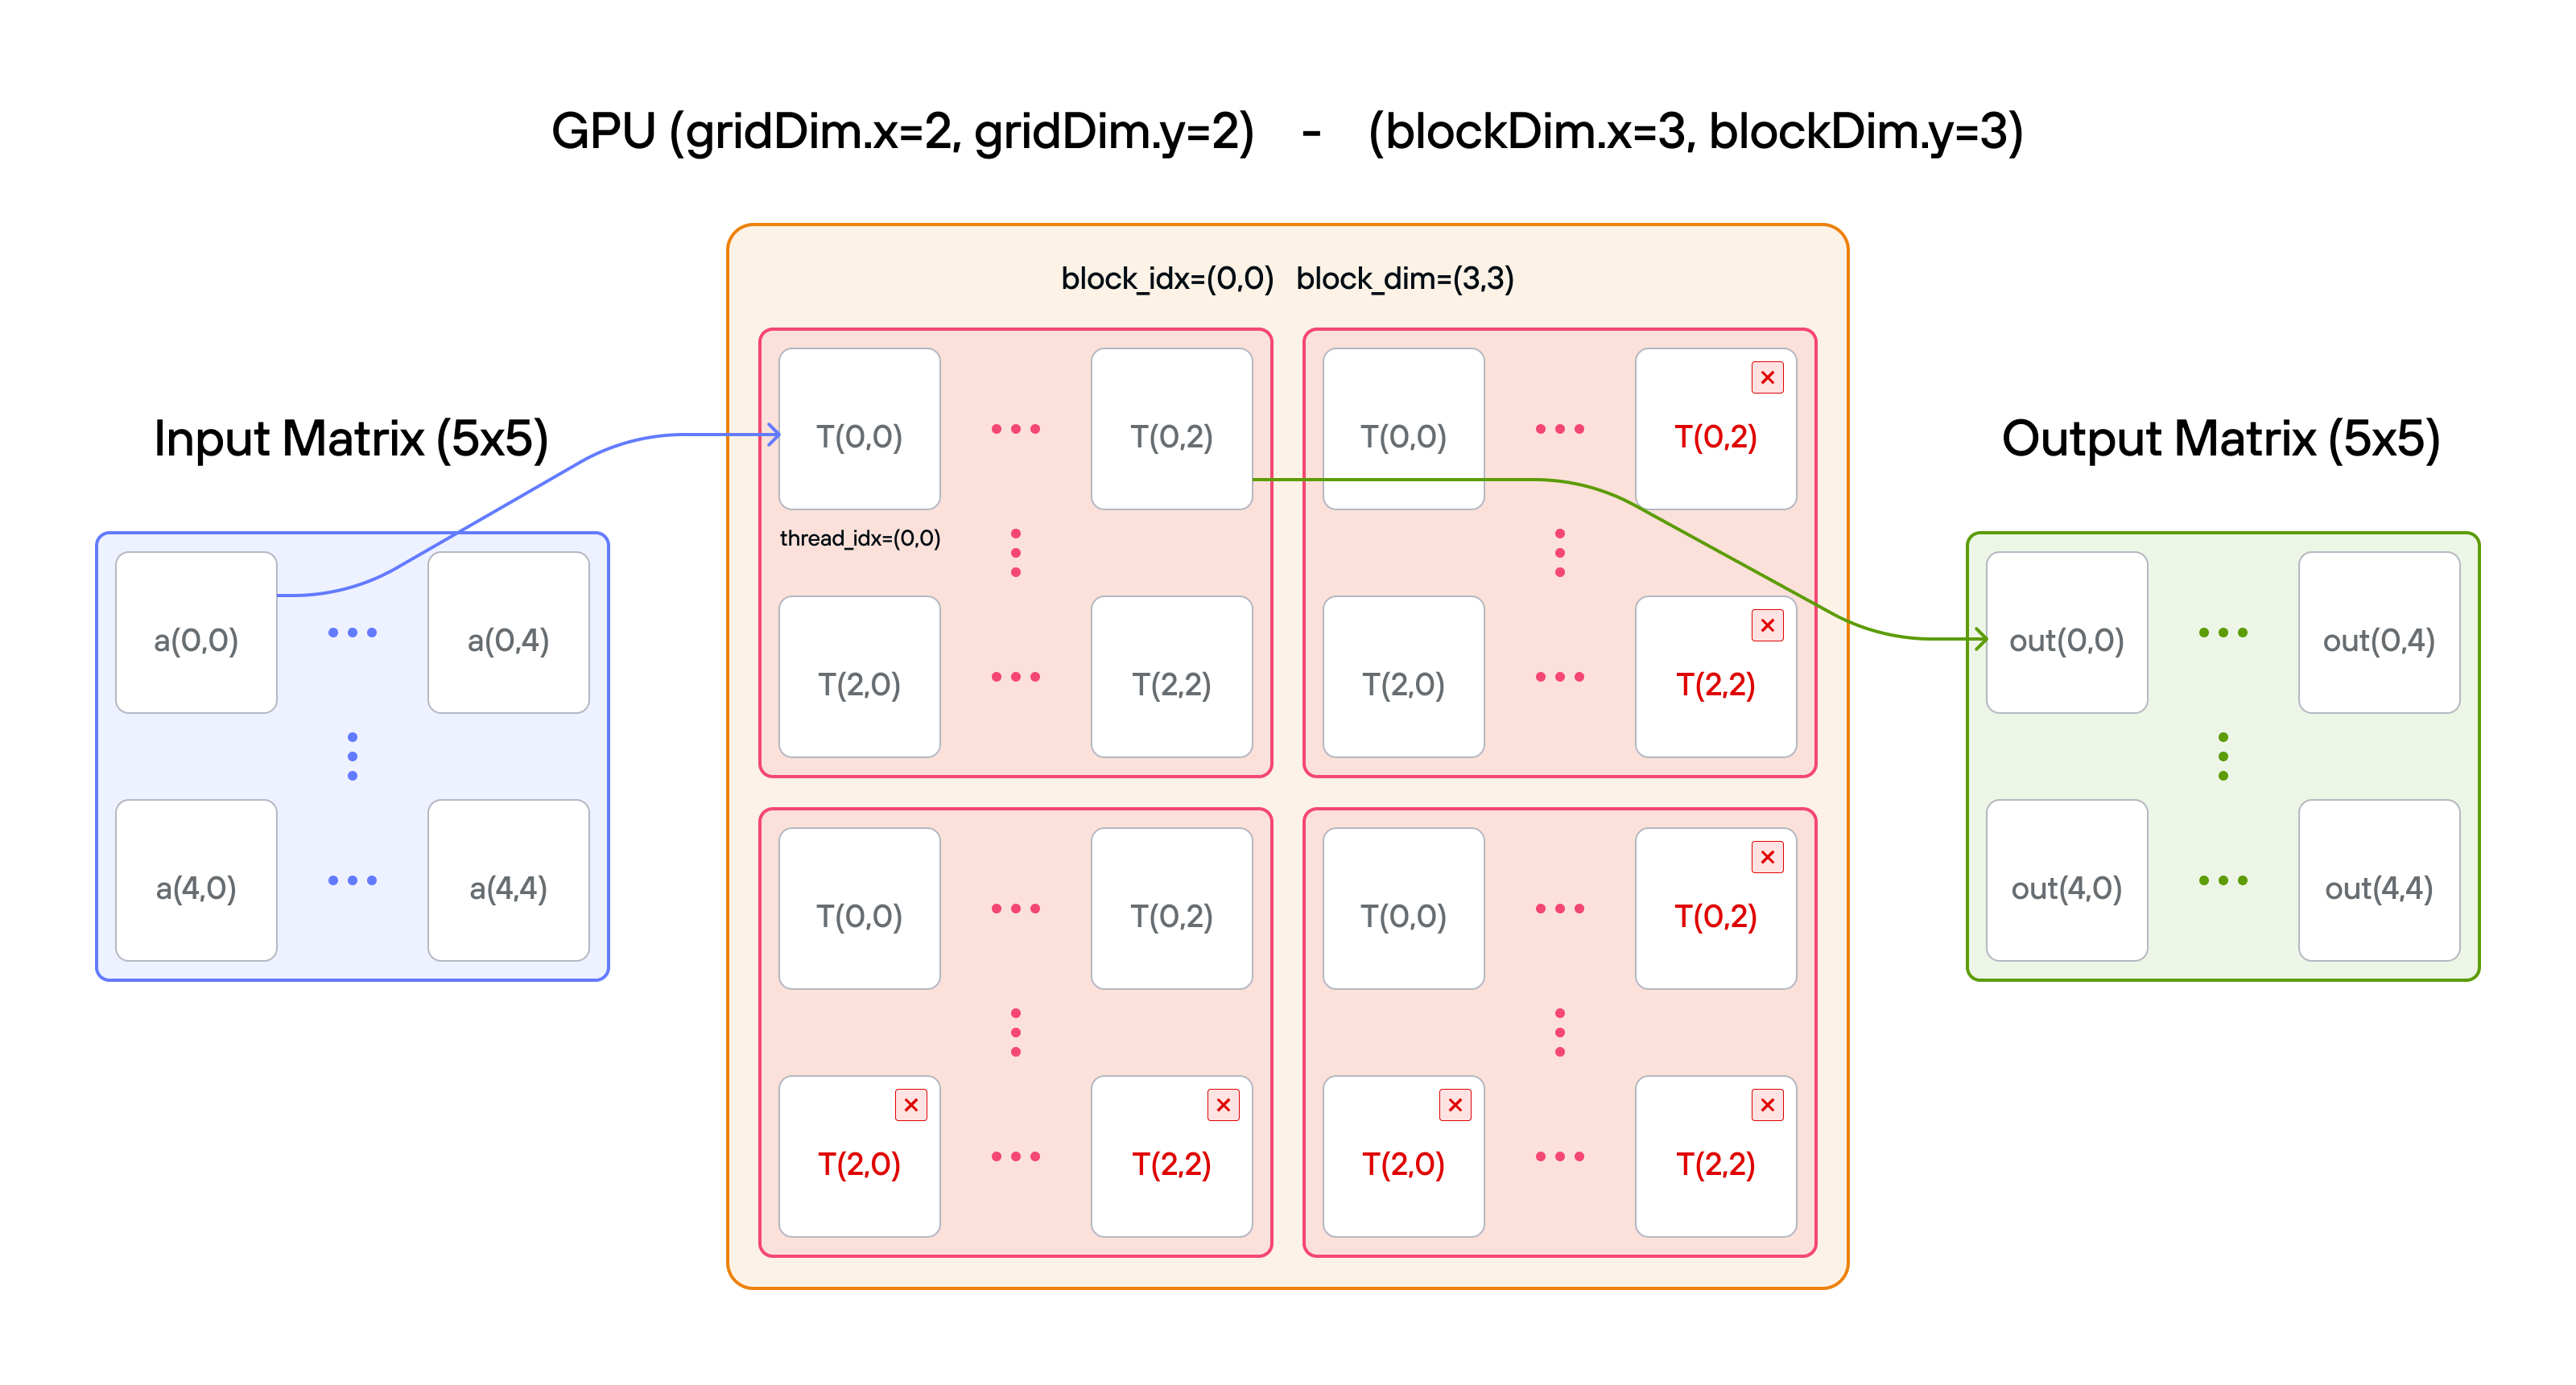 GPU (gridDim.x=2, gridDim.y=2) - (blockDim.x=3, blockDim.y=3)
Input Matrix (5x5)
a(0,0) a(0,4)
a(4,0) a(4,4)
block_idx=(0,0) block_dim=(3,3)
T(0,0) T(0,2)
thread_idx=(0,0)
T(2,0) T(2,2)
T(0,0) T(0,2)
T(2,0) T(2,2)
T(0,0) T(0,2)
T(2,0) T(2,2)
T(0,0) T(0,2)
T(2,0) T(2,2)
Output Matrix (5x5)
out(0,0) out(0,4)
out(4,0) out(4,4)